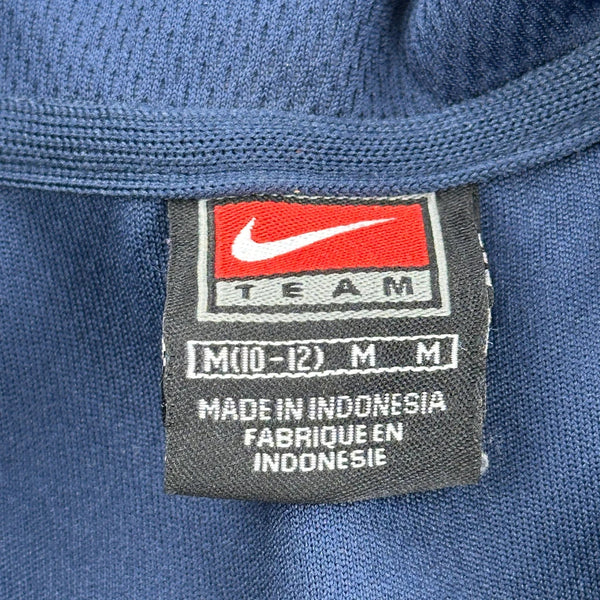 TEAM
M(10-12) M M
MADE IN INDONESIA
FABRIQUE EN
INDONESIE